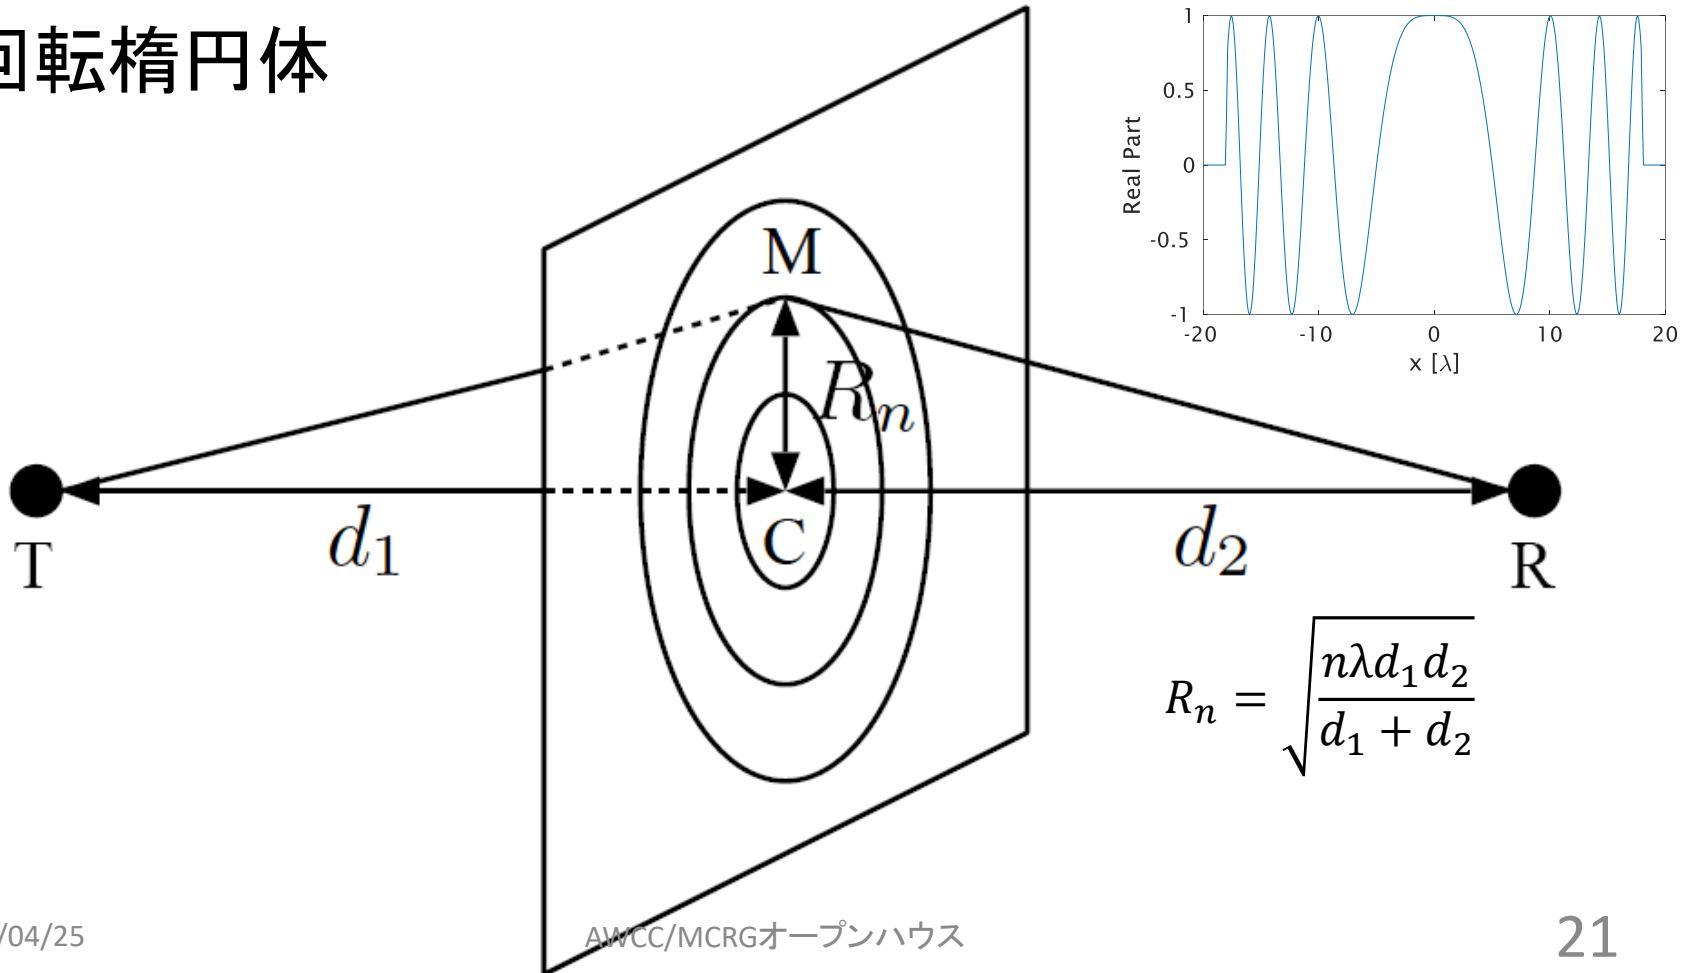 回転楕円体
1
0.5
0
-0.5
-1
Real Part
-20 -10 0 10 20
x [λ]
M
R_n
C
d_1
d_2
T
R
R_n = √(nλd_1d_2 / (d_1 + d_2))
/04/25
AWCC/MCRGオープンハウス
21